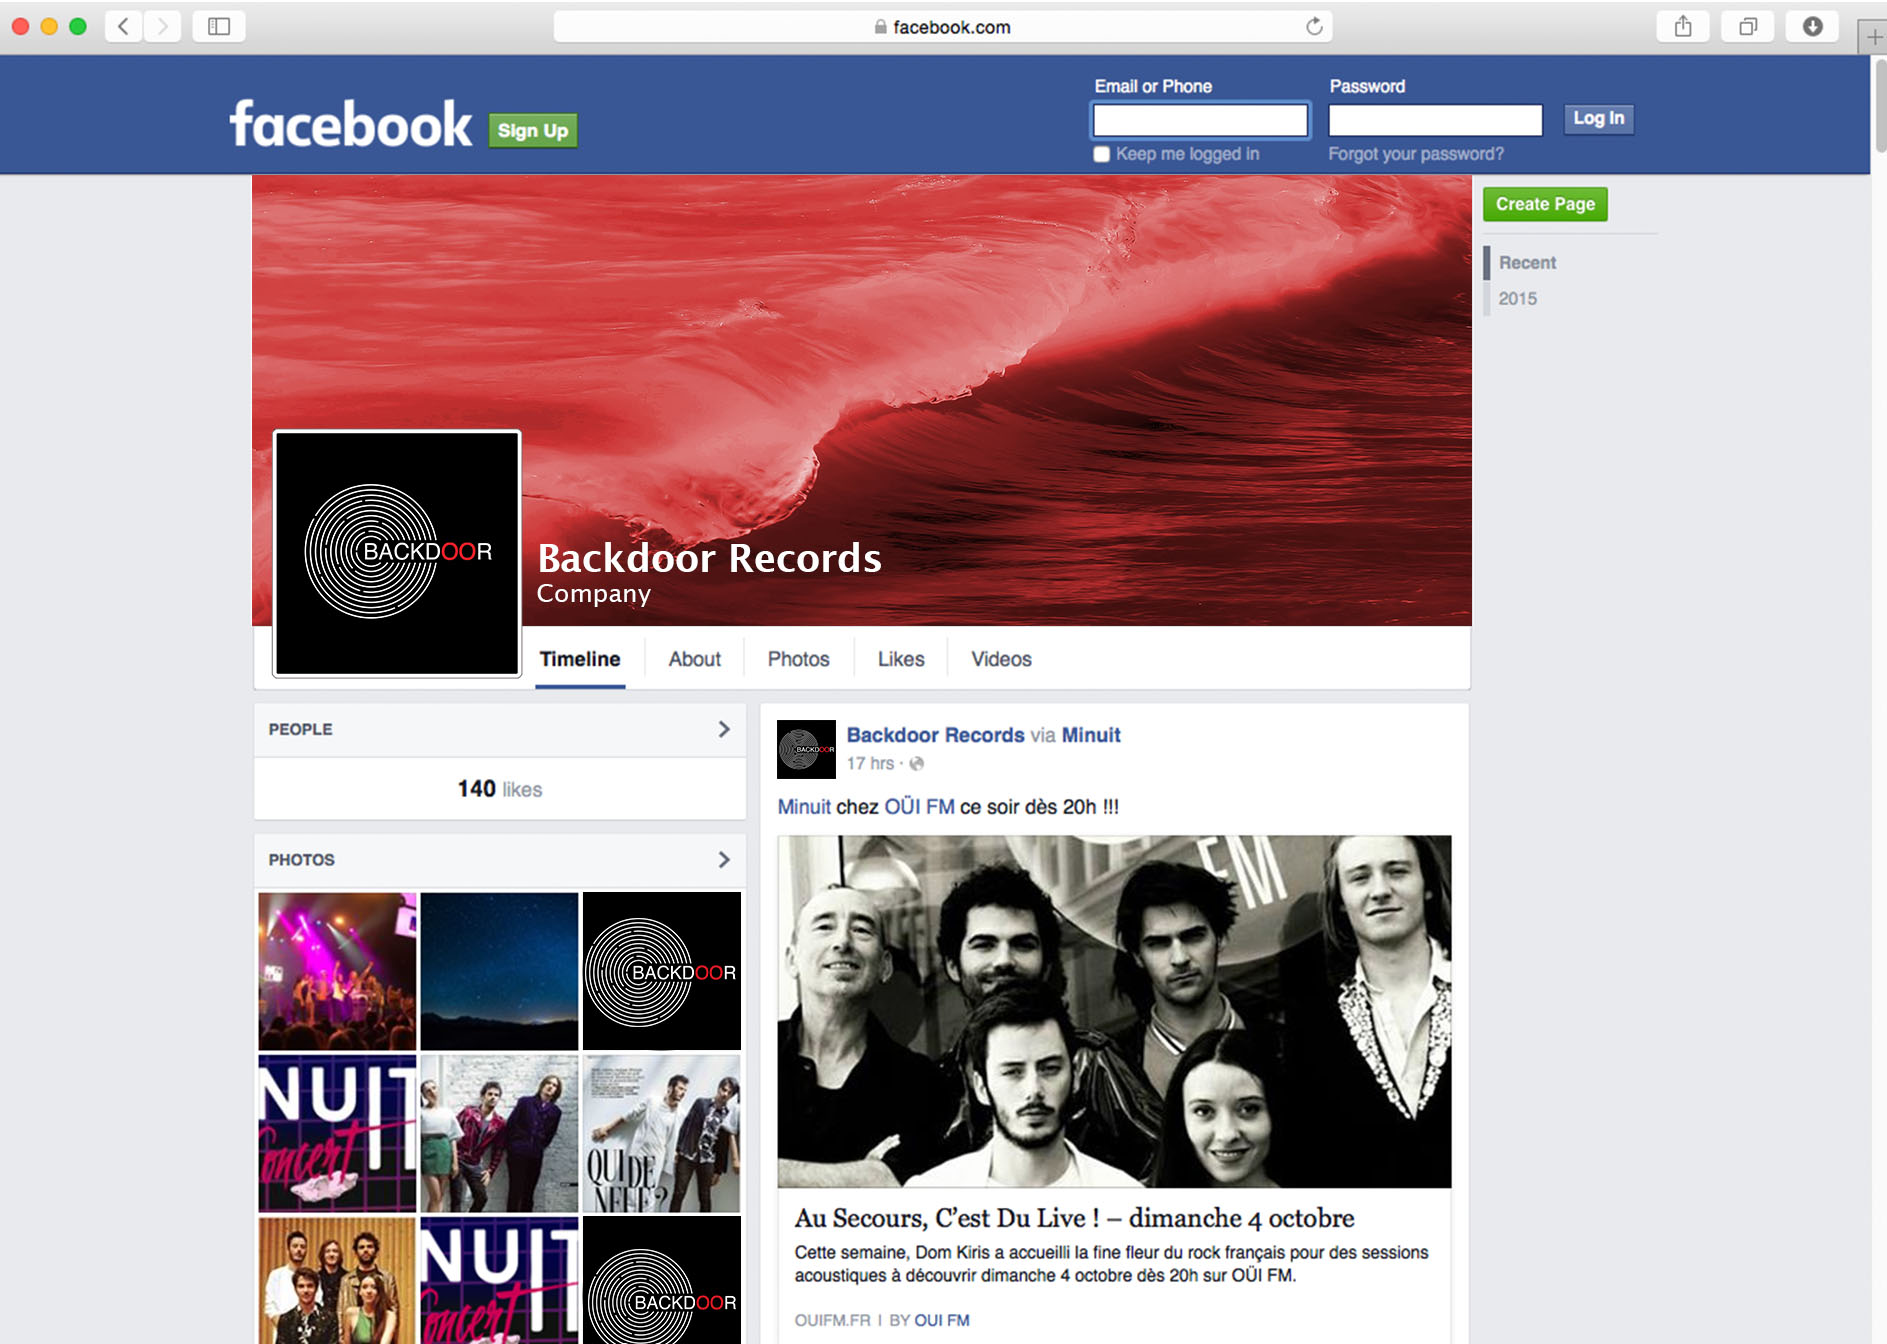 facebook.com
facebook
Sign Up
Email or Phone
Password
Log In
Keep me logged in
Forgot your password?
Create Page
Recent
2015
BACKDOOR
Backdoor Records
Company
Timeline
About
Photos
Likes
Videos
PEOPLE
140 likes
PHOTOS
BACKDOOR
NUIT
Concert
QUI DE
NEUF?
NUIT
Concert
BACKDOOR
BACKDOOR
Backdoor Records via Minuit
17 hrs ·
Minuit chez OÜI FM ce soir dès 20h !!!
FM
Au Secours, C’est Du Live ! – dimanche 4 octobre
Cette semaine, Dom Kiris a accueilli la fine fleur du rock français pour des sessions
acoustiques à découvrir dimanche 4 octobre dès 20h sur OÜI FM.
OUIFM.FR | BY OUI FM